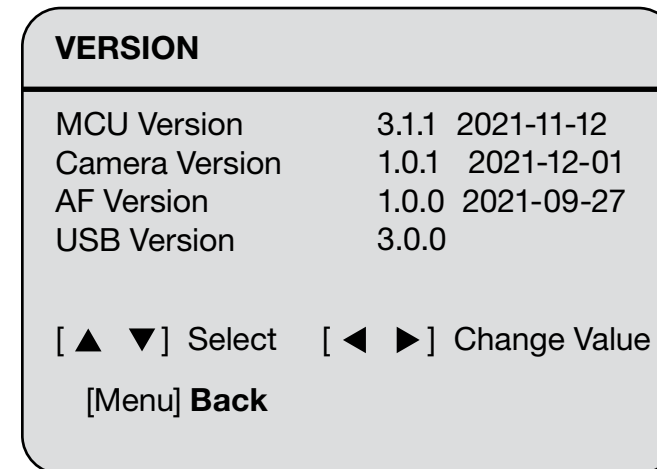 VERSION
MCU Version 3.1.1 2021-11-12
Camera Version 1.0.1 2021-12-01
AF Version 1.0.0 2021-09-27
USB Version 3.0.0
[ ▲ ▼ ] Select [ ◀ ▶ ] Change Value
[Menu] Back